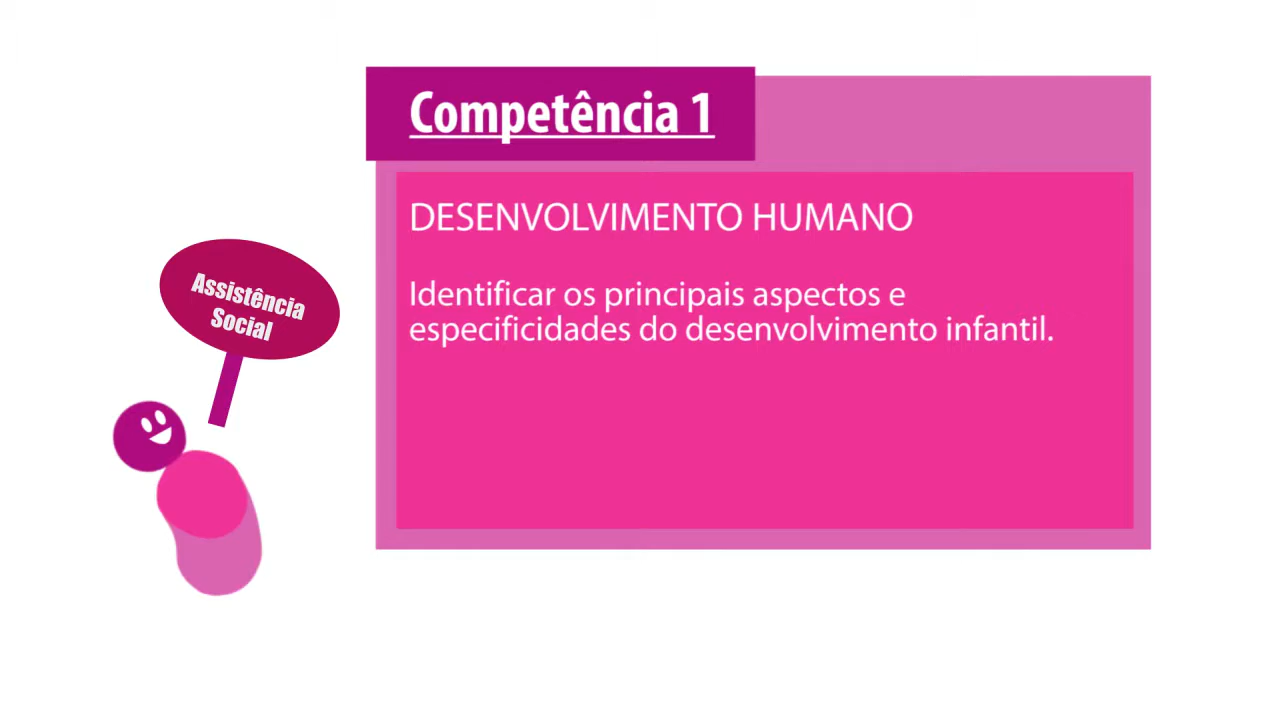 Competência 1
DESENVOLVIMENTO HUMANO
Identificar os principais aspectos e
especificidades do desenvolvimento infantil.
Assistência
Social